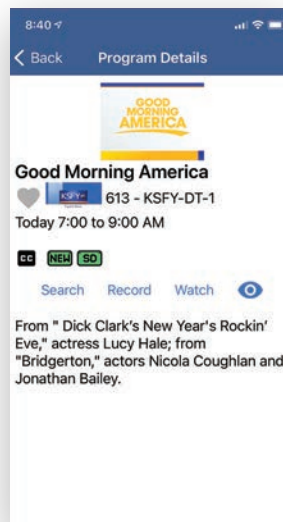 8:40
Back Program Details
GOOD
MORNING
AMERICA
Good Morning America
KSFY 613 - KSFY-DT-1
Today 7:00 to 9:00 AM
CC NEW SD
Search Record Watch
From " Dick Clark's New Year's Rockin'
Eve," actress Lucy Hale; from
"Bridgerton," actors Nicola Coughlan and
Jonathan Bailey.